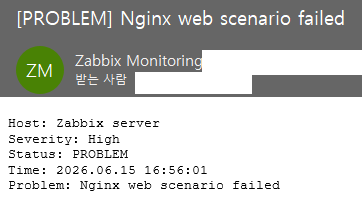 [PROBLEM] Nginx web scenario failed
ZM
Zabbix Monitoring
받는 사람
Host: Zabbix server
Severity: High
Status: PROBLEM
Time: 2026.06.15 16:56:01
Problem: Nginx web scenario failed